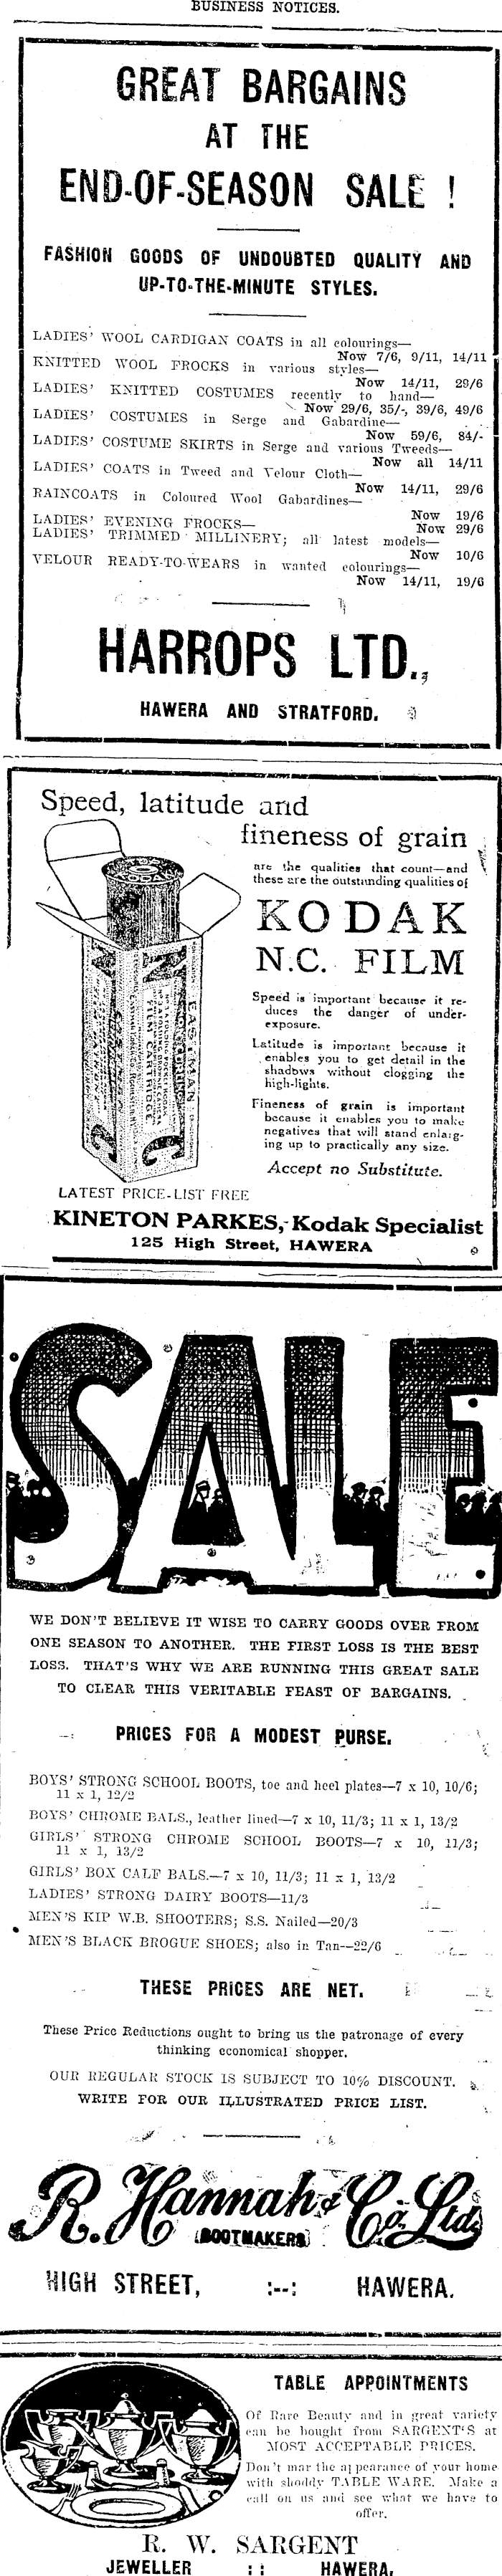 BUSINESS NOTICES.
GREAT BARGAINS
AT THE
END-OF-SEASON SALE !
FASHION GOODS OF UNDOUBTED QUALITY AND
UP-TO-THE-MINUTE STYLES.
LADIES' WOOL CARDIGAN COATS in all colourings—
Now 7/6, 9/11, 14/11
KNITTED WOOL FROCKS in various styles—
Now 14/11, 29/6
LADIES' KNITTED COSTUMES recently to hand—
Now 29/6, 35/-, 39/6, 49/6
LADIES' COSTUMES in Serge and Gabardine—
Now 59/6, 84/-
LADIES' COSTUME SKIRTS in Serge and various Tweeds—
Now all 14/11
LADIES' COATS in Tweed and Velour Cloth—
Now 14/11, 29/6
RAINCOATS in Coloured Wool Gabardines—
Now 19/6
LADIES' EVENING FROCKS—
Now 29/6
LADIES' TRIMMED MILLINERY; all latest models—
Now 10/6
VELOUR READY-TO-WEARS in wanted colourings—
Now 14/11, 19/6
HARROPS LTD.,
HAWERA AND STRATFORD.
Speed, latitude and
fineness of grain
are the qualities that count—and
these are the outstanding qualities of
KODAK
N.C. FILM
Speed is important because it re-
duces the danger of under-
exposure.
Latitude is important because it
enables you to get detail in the
shadows without clogging the
high-lights.
Fineness of grain is important
because it enables you to make
negatives that will stand enlarg-
ing up to practically any size.
Accept no Substitute.
NC
EASTMAN
FILM CARTRIDGE
LATEST PRICE-LIST FREE
KINETON PARKES, Kodak Specialist
125 High Street, HAWERA
SALE
WE DON'T BELIEVE IT WISE TO CARRY GOODS OVER FROM
ONE SEASON TO ANOTHER. THE FIRST LOSS IS THE BEST
LOSS. THAT'S WHY WE ARE RUNNING THIS GREAT SALE
TO CLEAR THIS VERITABLE FEAST OF BARGAINS.
PRICES FOR A MODEST PURSE.
BOYS' STRONG SCHOOL BOOTS, toe and heel plates—7 x 10, 10/6;
11 x 1, 12/2
BOYS' CHROME BALS., leather lined—7 x 10, 11/3; 11 x 1, 13/2
GIRLS' STRONG CHROME SCHOOL BOOTS—7 x 10, 11/3;
11 x 1, 13/2
GIRLS' BOX CALF BALS.—7 x 10, 11/3; 11 x 1, 13/2
LADIES' STRONG DAIRY BOOTS—11/3
MEN'S KIP W.B. SHOOTERS; S.S. Nailed—20/3
MEN'S BLACK BROGUE SHOES; also in Tan—22/6
THESE PRICES ARE NET.
These Price Reductions ought to bring us the patronage of every
thinking economical shopper.
OUR REGULAR STOCK IS SUBJECT TO 10% DISCOUNT.
WRITE FOR OUR ILLUSTRATED PRICE LIST.
R. Hannah & Co. Ltd.
BOOTMAKERS
HIGH STREET, :--: HAWERA.
TABLE APPOINTMENTS
Of Rare Beauty and in great variety
can be bought from SARGENT'S at
MOST ACCEPTABLE PRICES.
Don't mar the appearance of your home
with shoddy TABLE WARE. Make a
call on us and see what we have to
offer.
R. W. SARGENT
JEWELLER : : HAWERA.